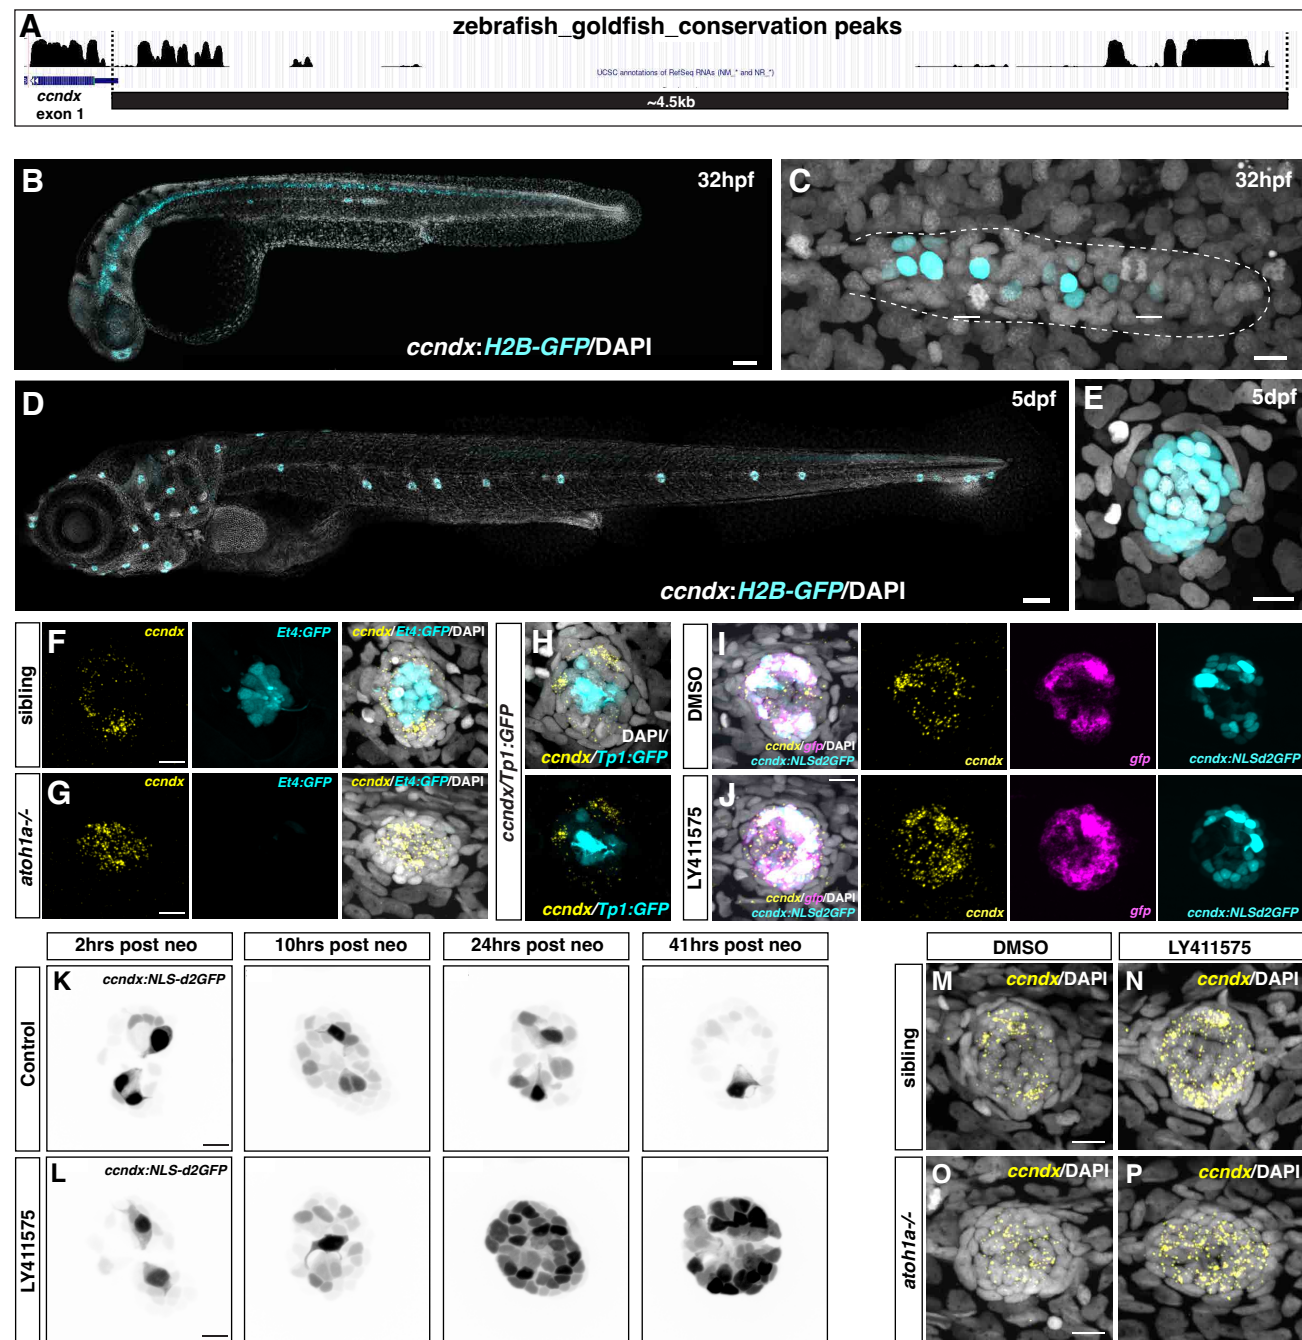 A
zebrafish_goldfish_conservation peaks
UCSC annotations of RefSeq RNAs (NM_* and NR_*)
ccndx
exon 1
~4.5kb
B
32hpf
ccndx:H2B-GFP/DAPI
C
32hpf
D
5dpf
ccndx:H2B-GFP/DAPI
E
5dpf
sibling
F
ccndx
Et4:GFP
ccndx/Et4:GFP/DAPI
atoh1a-/-
G
ccndx
Et4:GFP
ccndx/Et4:GFP/DAPI
ccndx/Tp1:GFP
H
DAPI/
ccndx/Tp1:GFP
ccndx/Tp1:GFP
DMSO
I
ccndx/gfp/DAPI
ccndx:NLSd2GFP
ccndx
gfp
ccndx:NLSd2GFP
LY411575
J
ccndx/gfp/DAPI
ccndx:NLSd2GFP
ccndx
gfp
ccndx:NLSd2GFP
2hrs post neo
10hrs post neo
24hrs post neo
41hrs post neo
Control
K
ccndx:NLS-d2GFP
LY411575
L
ccndx:NLS-d2GFP
DMSO
LY411575
sibling
M
ccndx/DAPI
N
ccndx/DAPI
atoh1a-/-
O
ccndx/DAPI
P
ccndx/DAPI